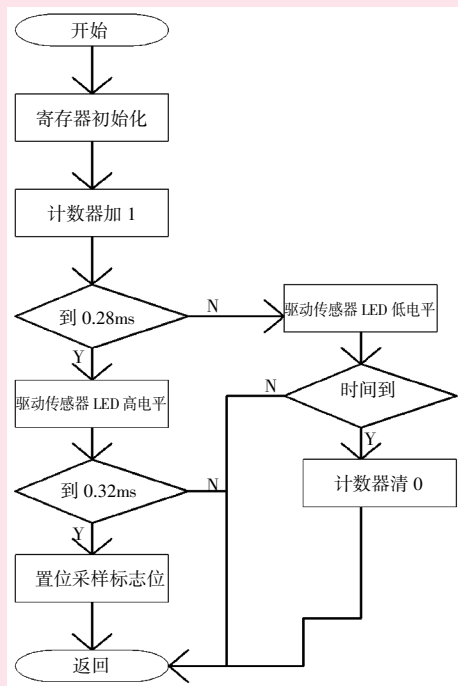 开始
寄存器初始化
计数器加 1
到 0.28ms
N
驱动传感器 LED 低电平
Y
驱动传感器 LED 高电平
N
时间到
Y
到 0.32ms
N
计数器清 0
Y
置位采样标志位
返回